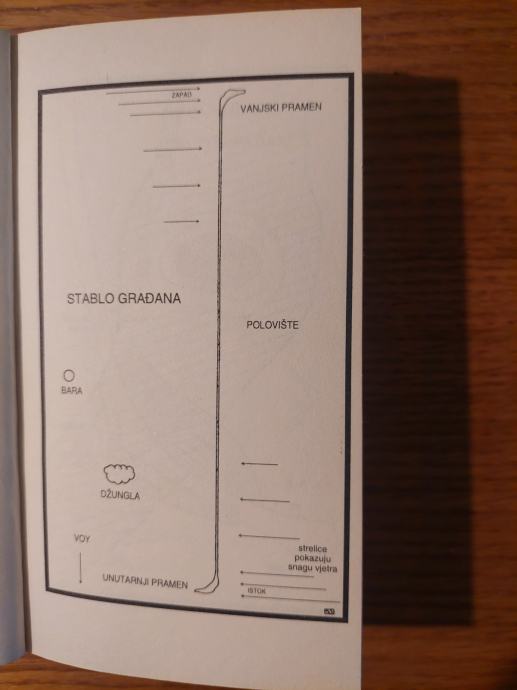 ZAPAD
VANJSKI PRAMEN
STABLO GRAĐANA
POLOVIŠTE
BARA
DŽUNGLA
VOY
strelice
pokazuju
snagu vjetra
UNUTARNJI PRAMEN
ISTOK